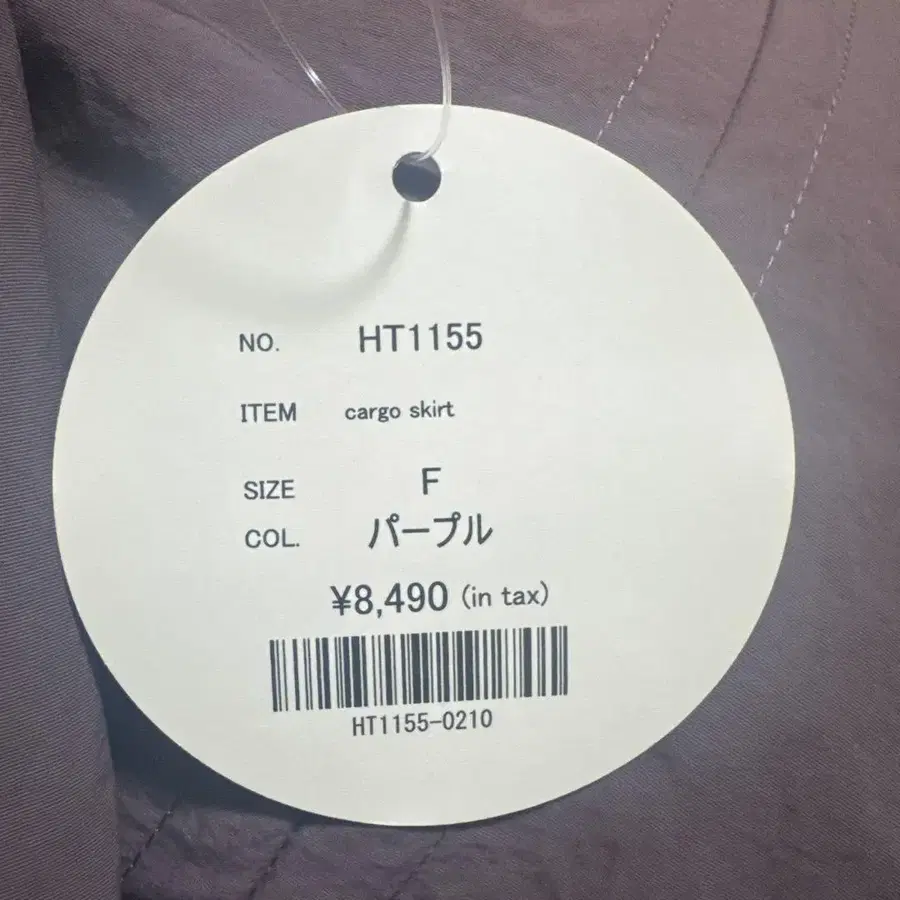 NO. HT1155
ITEM cargo skirt
SIZE F
COL. パープル
¥8,490 (in tax)
HT1155-0210